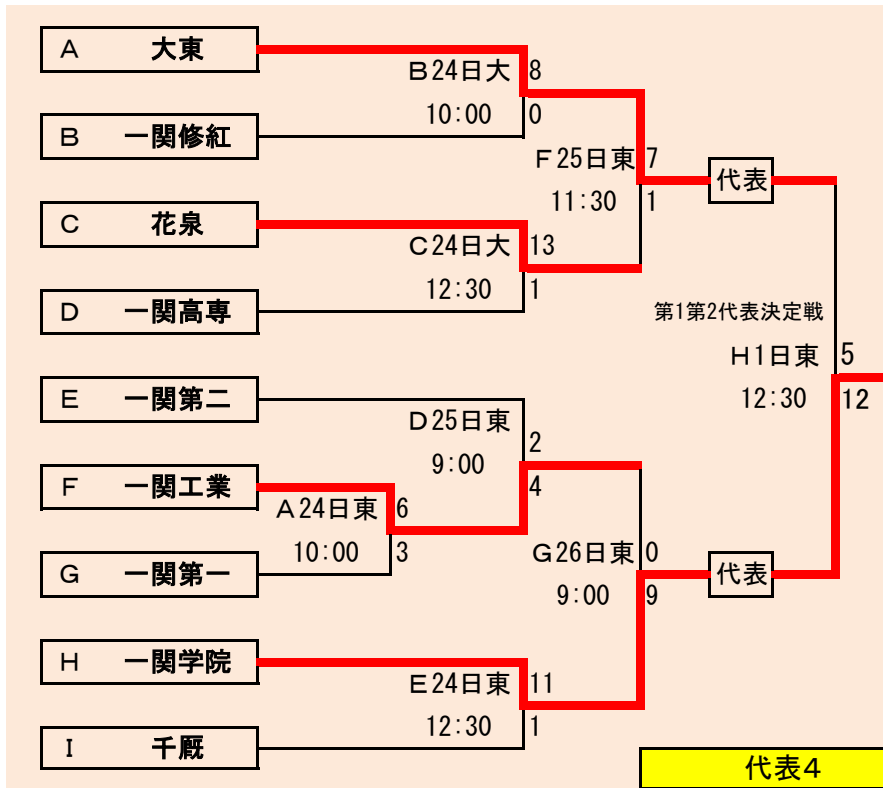 A 大東
B24日大 8
10:00 0
B 一関修紅
F25日東 7
11:30 1
代表
C 花泉
C24日大 13
12:30 1
D 一関高専
第1第2代表決定戦
H1日東 5
12:30 12
E 一関第二
D25日東 2
9:00 4
F 一関工業
A24日東 6
10:00 3
G 一関第一
G26日東 0
9:00 9
代表
H 一関学院
E24日東 11
12:30 1
I 千厩
代表4